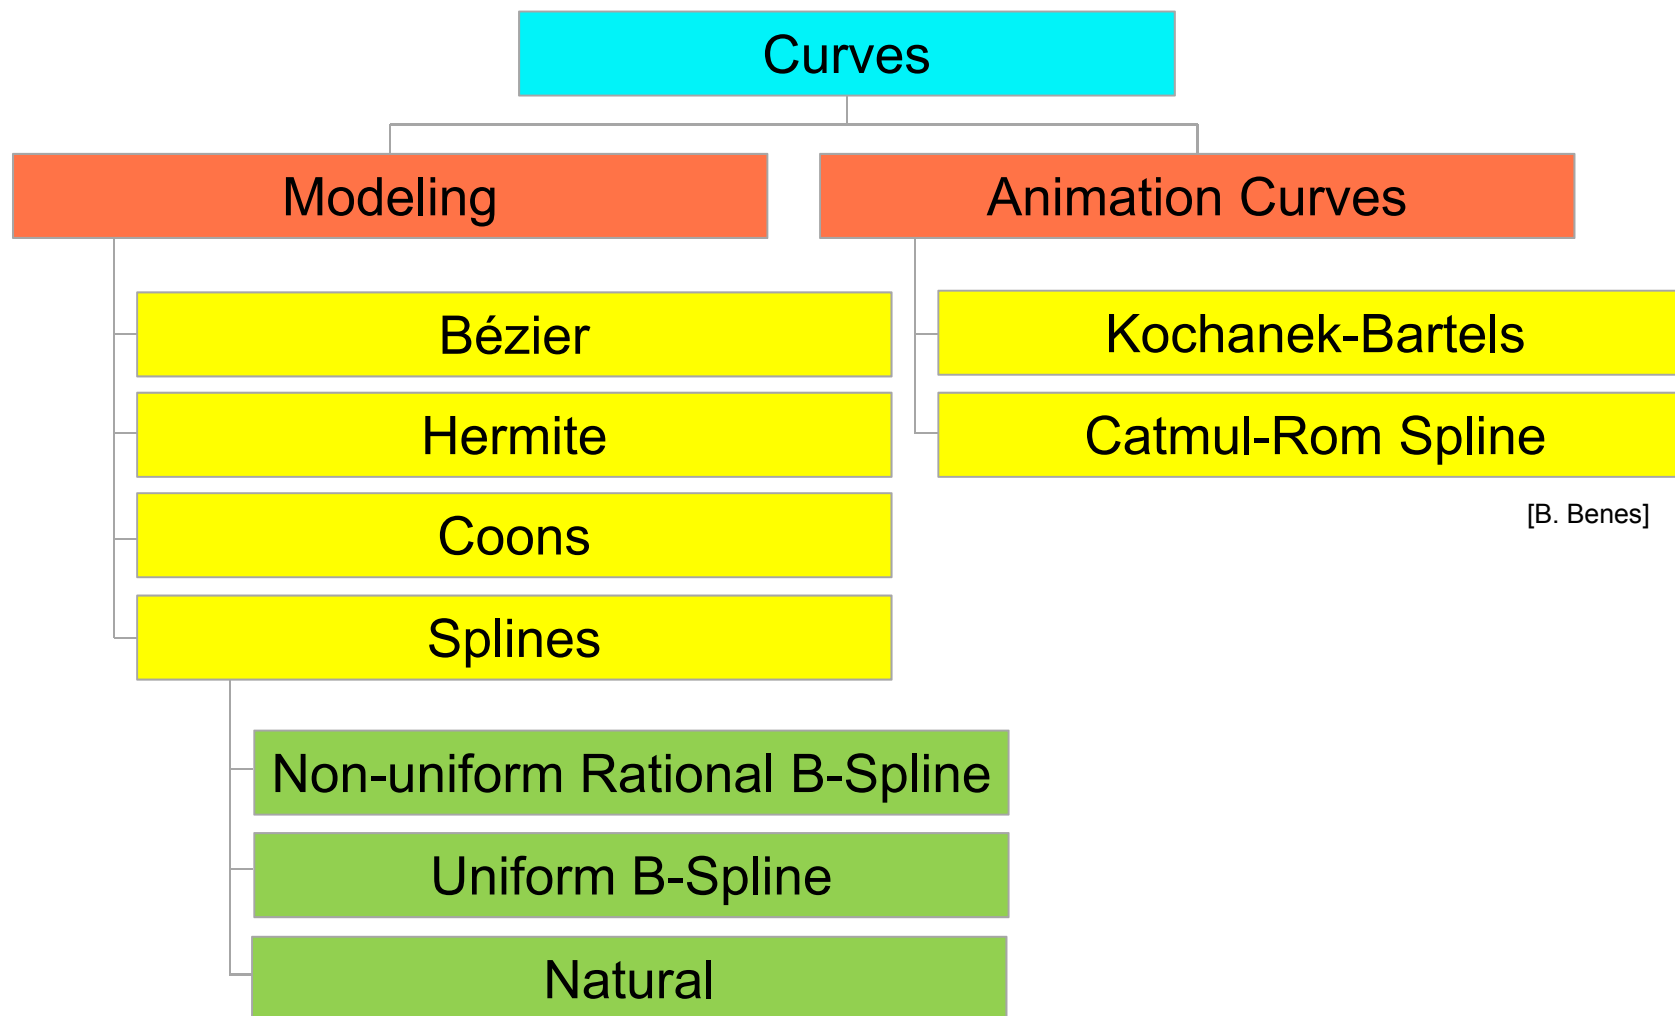 Curves
Modeling
Animation Curves
Bézier
Hermite
Coons
Splines
Kochanek-Bartels
Catmul-Rom Spline
[B. Benes]
Non-uniform Rational B-Spline
Uniform B-Spline
Natural